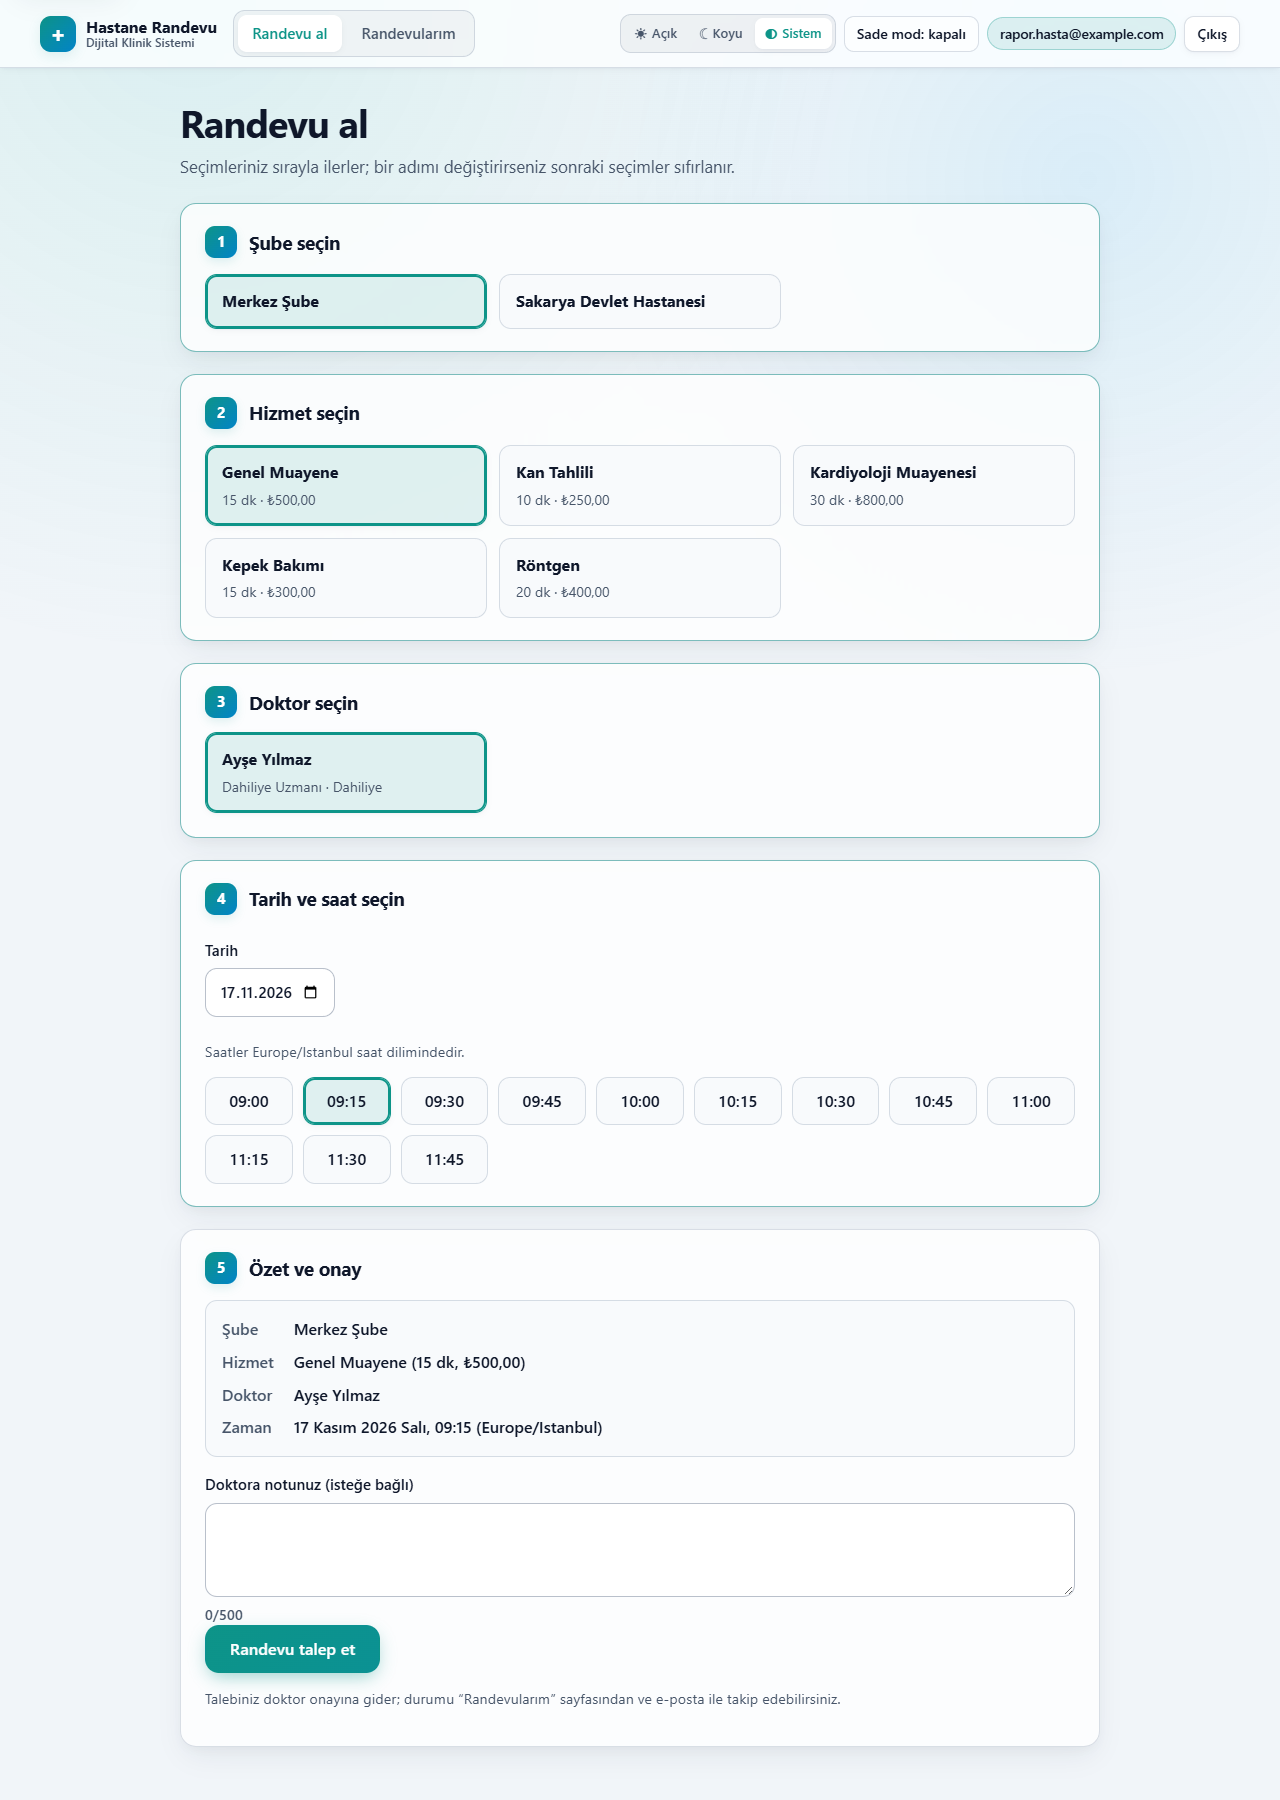 Hastane Randevu
Dijital Klinik Sistemi
Randevu al
Randevularım
Açık
Koyu
Sistem
Sade mod: kapalı
rapor.hasta@example.com
Çıkış
Randevu al
Seçimleriniz sırayla ilerler; bir adımı değiştirirseniz sonraki seçimler sıfırlanır.
1 Şube seçin
Merkez Şube
Sakarya Devlet Hastanesi
2 Hizmet seçin
Genel Muayene
15 dk · ₺500,00
Kan Tahlili
10 dk · ₺250,00
Kardiyoloji Muayenesi
30 dk · ₺800,00
Kepek Bakımı
15 dk · ₺300,00
Röntgen
20 dk · ₺400,00
3 Doktor seçin
Ayşe Yılmaz
Dahiliye Uzmanı · Dahiliye
4 Tarih ve saat seçin
Tarih
17.11.2026
Saatler Europe/Istanbul saat dilimindedir.
09:00 09:15 09:30 09:45 10:00 10:15 10:30 10:45 11:00
11:15 11:30 11:45
5 Özet ve onay
Şube Merkez Şube
Hizmet Genel Muayene (15 dk, ₺500,00)
Doktor Ayşe Yılmaz
Zaman 17 Kasım 2026 Salı, 09:15 (Europe/Istanbul)
Doktora notunuz (isteğe bağlı)
0/500
Randevu talep et
Talebiniz doktor onayına gider; durumu “Randevularım” sayfasından ve e-posta ile takip edebilirsiniz.